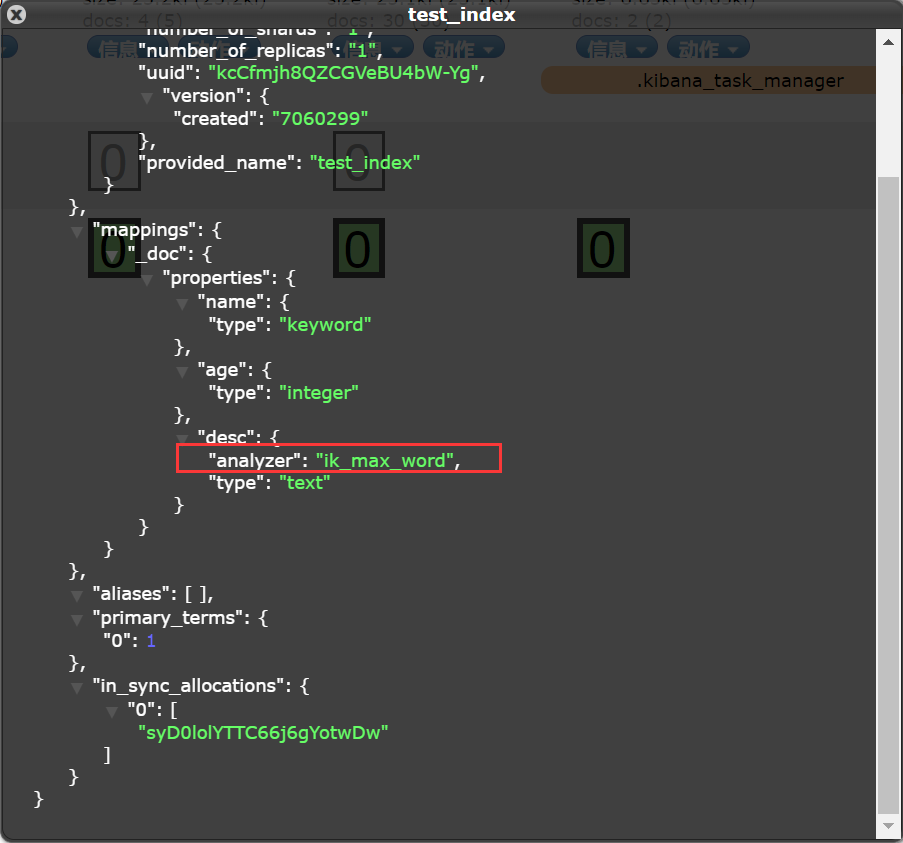 test_index
docs: 4 (5)
docs: 30
docs: 2 (2)
信息
动作
动作
信息
动作
.kibana_task_manager
"number_of_shards": "1",
"number_of_replicas": "1",
"uuid": "kcCfmjh8QZCGVeBU4bW-Yg",
"version": {
"created": "7060299"
},
"provided_name": "test_index"
}
},
0
0
"mappings": {
0
0
0
"_doc": {
"properties": {
"name": {
"type": "keyword"
},
"age": {
"type": "integer"
},
"desc": {
"analyzer": "ik_max_word",
"type": "text"
}
}
}
},
"aliases": [ ],
"primary_terms": {
"0": 1
},
"in_sync_allocations": {
"0": [
"syD0lolYTTC66j6gYotwDw"
]
}
}